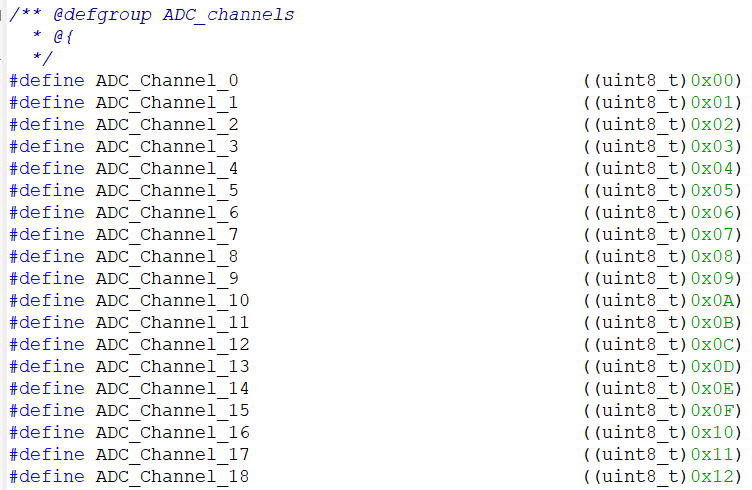 /** @defgroup ADC_channels
* @{
*/
#define ADC_Channel_0 ((uint8_t)0x00)
#define ADC_Channel_1 ((uint8_t)0x01)
#define ADC_Channel_2 ((uint8_t)0x02)
#define ADC_Channel_3 ((uint8_t)0x03)
#define ADC_Channel_4 ((uint8_t)0x04)
#define ADC_Channel_5 ((uint8_t)0x05)
#define ADC_Channel_6 ((uint8_t)0x06)
#define ADC_Channel_7 ((uint8_t)0x07)
#define ADC_Channel_8 ((uint8_t)0x08)
#define ADC_Channel_9 ((uint8_t)0x09)
#define ADC_Channel_10 ((uint8_t)0x0A)
#define ADC_Channel_11 ((uint8_t)0x0B)
#define ADC_Channel_12 ((uint8_t)0x0C)
#define ADC_Channel_13 ((uint8_t)0x0D)
#define ADC_Channel_14 ((uint8_t)0x0E)
#define ADC_Channel_15 ((uint8_t)0x0F)
#define ADC_Channel_16 ((uint8_t)0x10)
#define ADC_Channel_17 ((uint8_t)0x11)
#define ADC_Channel_18 ((uint8_t)0x12)